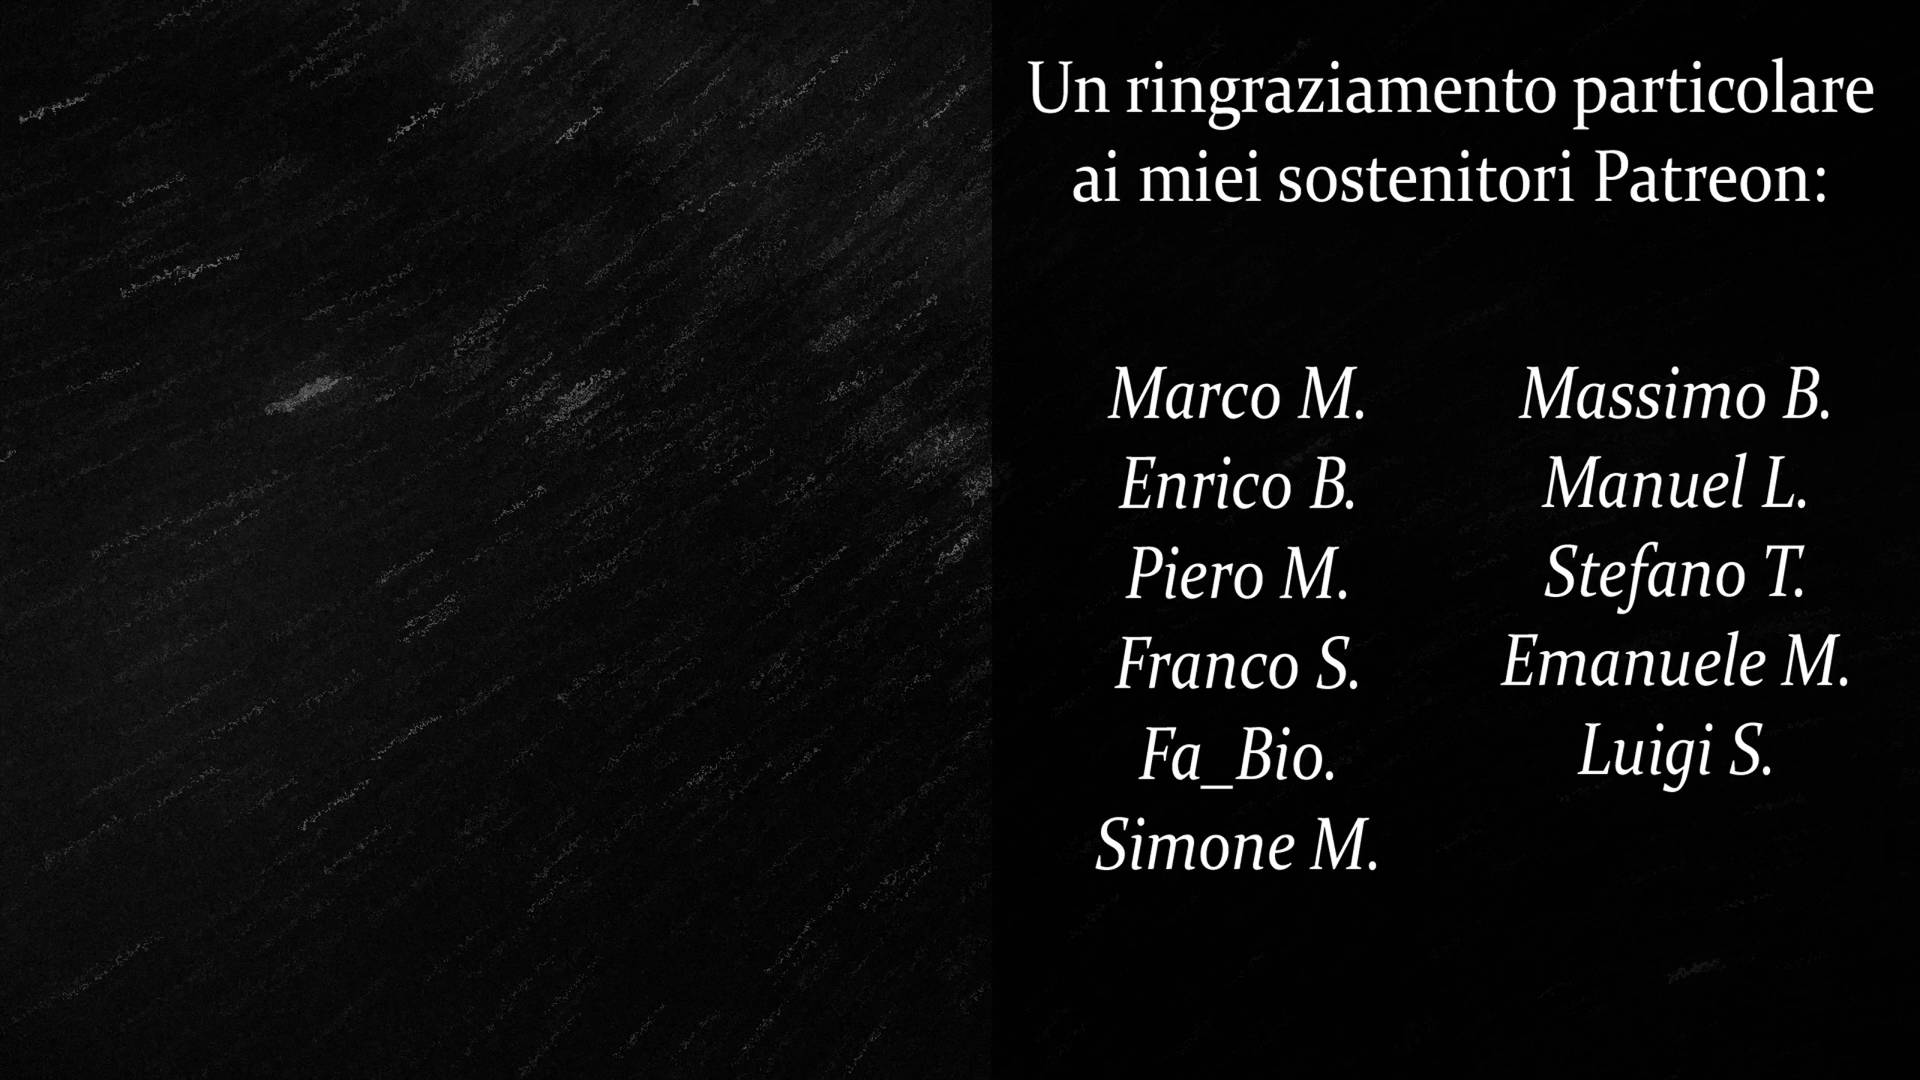 Un ringraziamento particolare
ai miei sostenitori Patreon:
Marco M.
Enrico B.
Piero M.
Franco S.
Fa_Bio.
Simone M.
Massimo B.
Manuel L.
Stefano T.
Emanuele M.
Luigi S.